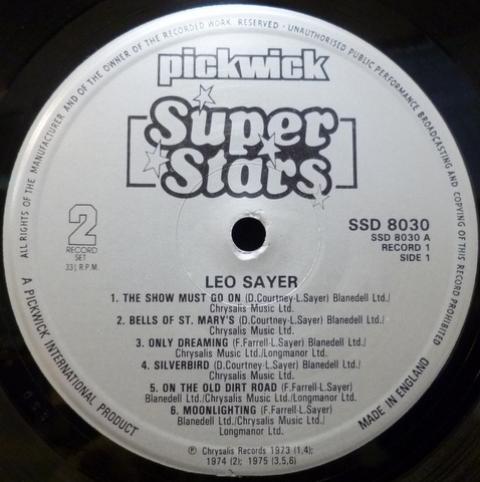 ALL RIGHTS OF THE MANUFACTURER AND OF THE OWNER OF THE RECORDED WORK RESERVED - UNAUTHORISED PUBLIC PERFORMANCE BROADCASTING AND COPYING OF THIS RECORD PROHIBITED
pickwick
Super
Stars
2
RECORD
SET
33⅓ R.P.M.
SSD 8030
SSD 8030 A
RECORD 1
SIDE 1
LEO SAYER
1. THE SHOW MUST GO ON (D.Courtney-L.Sayer) Blanedell Ltd./
Chrysalis Music Ltd.
2. BELLS OF ST. MARY'S (D.Courtney-L.Sayer) Blanedell Ltd./
Chrysalis Music Ltd.
3. ONLY DREAMING (F.Farrell-L.Sayer) Blanedell Ltd./
Chrysalis Music Ltd./Longmanor Ltd.
4. SILVERBIRD (D.Courtney-L.Sayer) Blanedell Ltd./
Chrysalis Music Ltd.
5. ON THE OLD DIRT ROAD (F.Farrell-L.Sayer)
Blanedell Ltd./Chrysalis Music Ltd./Longmanor Ltd.
6. MOONLIGHTING (F.Farrell-L.Sayer)
Blanedell Ltd./Chrysalis Music Ltd./
Longmanor Ltd.
℗ Chrysalis Records 1973 (1,4);
1974 (2); 1975 (3,5,6)
A PICKWICK INTERNATIONAL PRODUCT
MADE IN ENGLAND